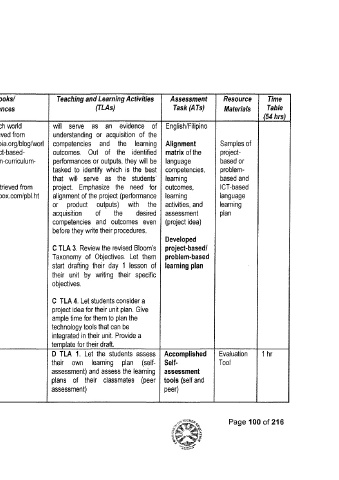 ooks/
nces
Teaching and Learning Activities
(TLAs)
Assessment
Task (ATs)
Resource
Materials
Time
Table
(54 hrs)
ch world
eved from
bia.org/blog/worl
ct-based-
n-curriculum-
trieved from
box.com/pbl.ht
will serve as an evidence of
understanding or acquisition of the
competencies and the learning
outcomes. Out of the identified
performances or outputs, they will be
tasked to identify which is the best
that will serve as the students'
project. Emphasize the need for
alignment of the project (performance
or product outputs) with the
acquisition of the desired
competencies and outcomes even
before they write their procedures.
C TLA 3. Review the revised Bloom's
Taxonomy of Objectives. Let them
start drafting their day 1 lesson of
their unit by writing their specific
objectives.
C TLA 4. Let students consider a
project idea for their unit plan. Give
ample time for them to plan the
technology tools that can be
integrated in their unit. Provide a
template for their draft.
English/Filipino
Alignment
matrix of the
language
competencies,
learning
outcomes,
learning
activities, and
assessment
(project idea)
Developed
project-based/
problem-based
learning plan
Samples of
project-
based or
problem-
based and
ICT-based
language
learning
plan
D TLA 1. Let the students assess
their own learning plan (self-
assessment) and assess the learning
plans of their classmates (peer
assessment)
Accomplished
Self-
assessment
tools (self and
peer)
Evaluation
Tool
1 hr
Page 100 of 216